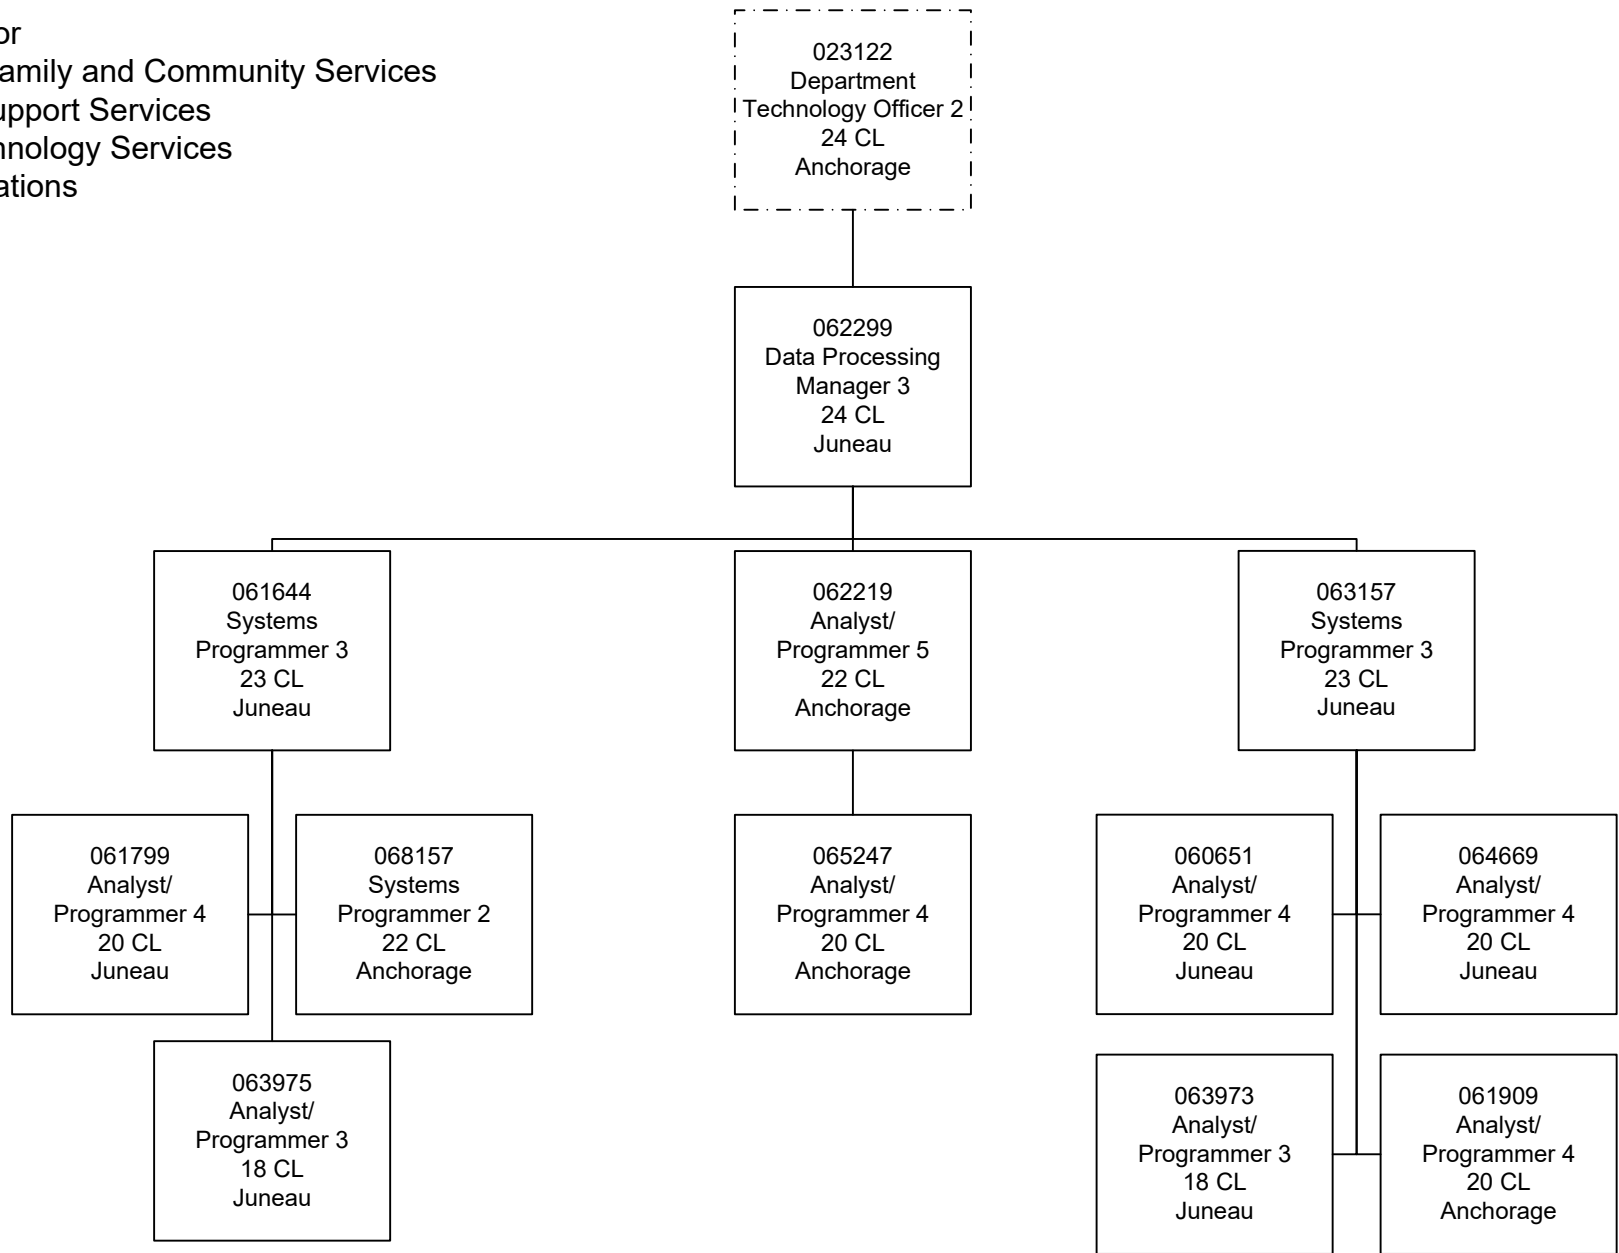 or
amily and Community Services
upport Services
hnology Services
ations
023122
Department
Technology Officer 2
24 CL
Anchorage
062299
Data Processing
Manager 3
24 CL
Juneau
061644
Systems
Programmer 3
23 CL
Juneau
062219
Analyst/
Programmer 5
22 CL
Anchorage
063157
Systems
Programmer 3
23 CL
Juneau
061799
Analyst/
Programmer 4
20 CL
Juneau
068157
Systems
Programmer 2
22 CL
Anchorage
065247
Analyst/
Programmer 4
20 CL
Anchorage
060651
Analyst/
Programmer 4
20 CL
Juneau
064669
Analyst/
Programmer 4
20 CL
Juneau
063975
Analyst/
Programmer 3
18 CL
Juneau
063973
Analyst/
Programmer 3
18 CL
Juneau
061909
Analyst/
Programmer 4
20 CL
Anchorage